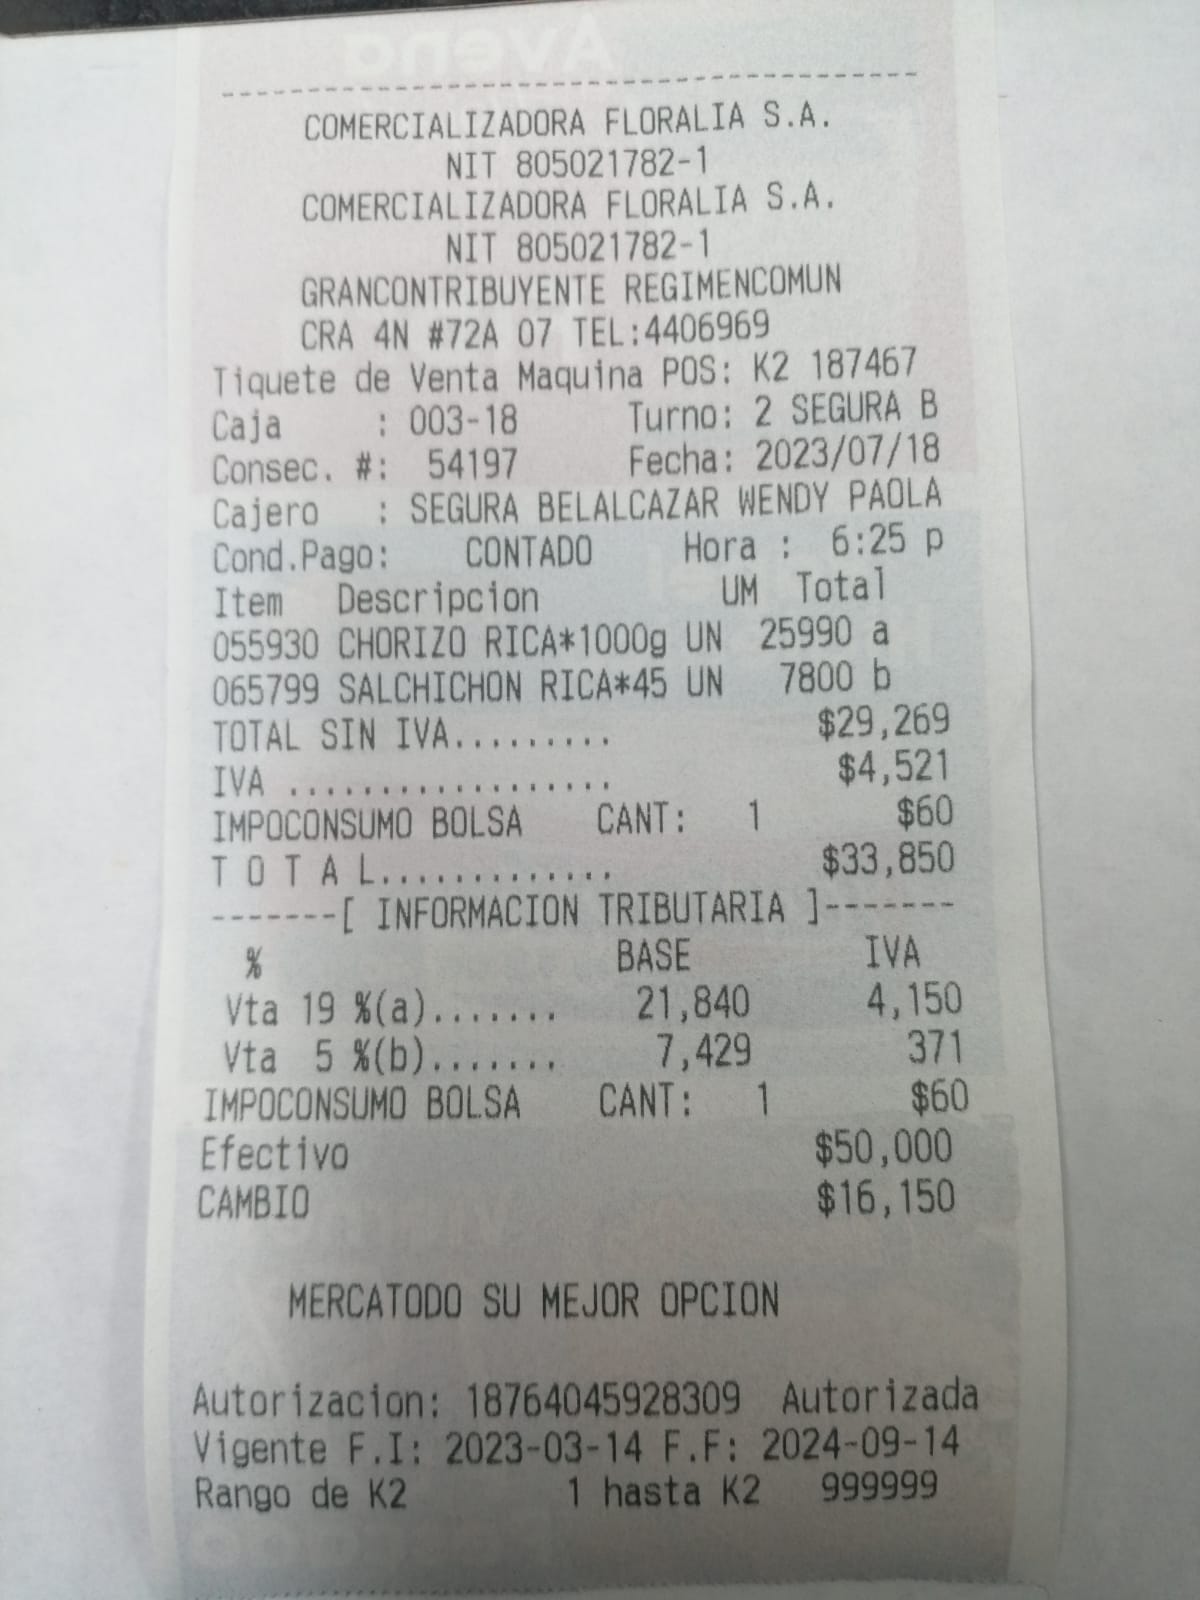 Avena
COMERCIALIZADORA FLORALIA S.A.
NIT 805021782-1
COMERCIALIZADORA FLORALIA S.A.
NIT 805021782-1
GRANCONTRIBUYENTE REGIMENCOMUN
CRA 4N #72A 07 TEL:4406969
Tiquete de Venta Maquina POS: K2 187467
Caja : 003-18 Turno: 2 SEGURA B
Consec. #: 54197 Fecha: 2023/07/18
Cajero : SEGURA BELALCAZAR WENDY PAOLA
Cond.Pago: CONTADO Hora : 6:25 p
Item Descripcion UM Total
055930 CHORIZO RICA*1000g UN 25990 a
065799 SALCHICHON RICA*45 UN 7800 b
TOTAL SIN IVA......... $29,269
IVA .................. $4,521
IMPOCONSUMO BOLSA CANT: 1 $60
T O T A L............. $33,850
-------[ INFORMACION TRIBUTARIA ]-------
% BASE IVA
Vta 19 %(a)....... 21,840 4,150
Vta 5 %(b)....... 7,429 371
IMPOCONSUMO BOLSA CANT: 1 $60
Efectivo $50,000
CAMBIO $16,150
MERCATODO SU MEJOR OPCION
Autorizacion: 18764045928309 Autorizada
Vigente F.I: 2023-03-14 F.F: 2024-09-14
Rango de K2 1 hasta K2 999999